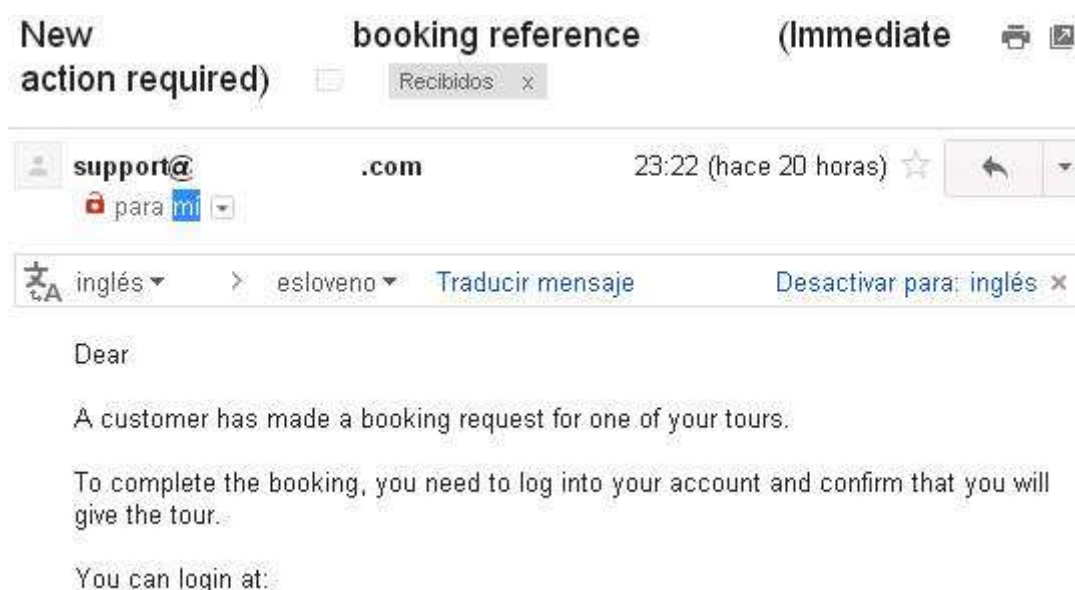 New booking reference (Immediate
action required) Recibidos x
support@ .com 23:22 (hace 20 horas)
para mí
inglés > esloveno Traducir mensaje Desactivar para: inglés ×
Dear
A customer has made a booking request for one of your tours.
To complete the booking, you need to log into your account and confirm that you will
give the tour.
You can login at: